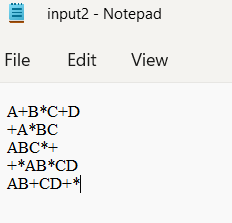 input2 - Notepad
File Edit View
A+B*C+D
+A*BC
ABC*+
+*AB*CD
AB+CD+*